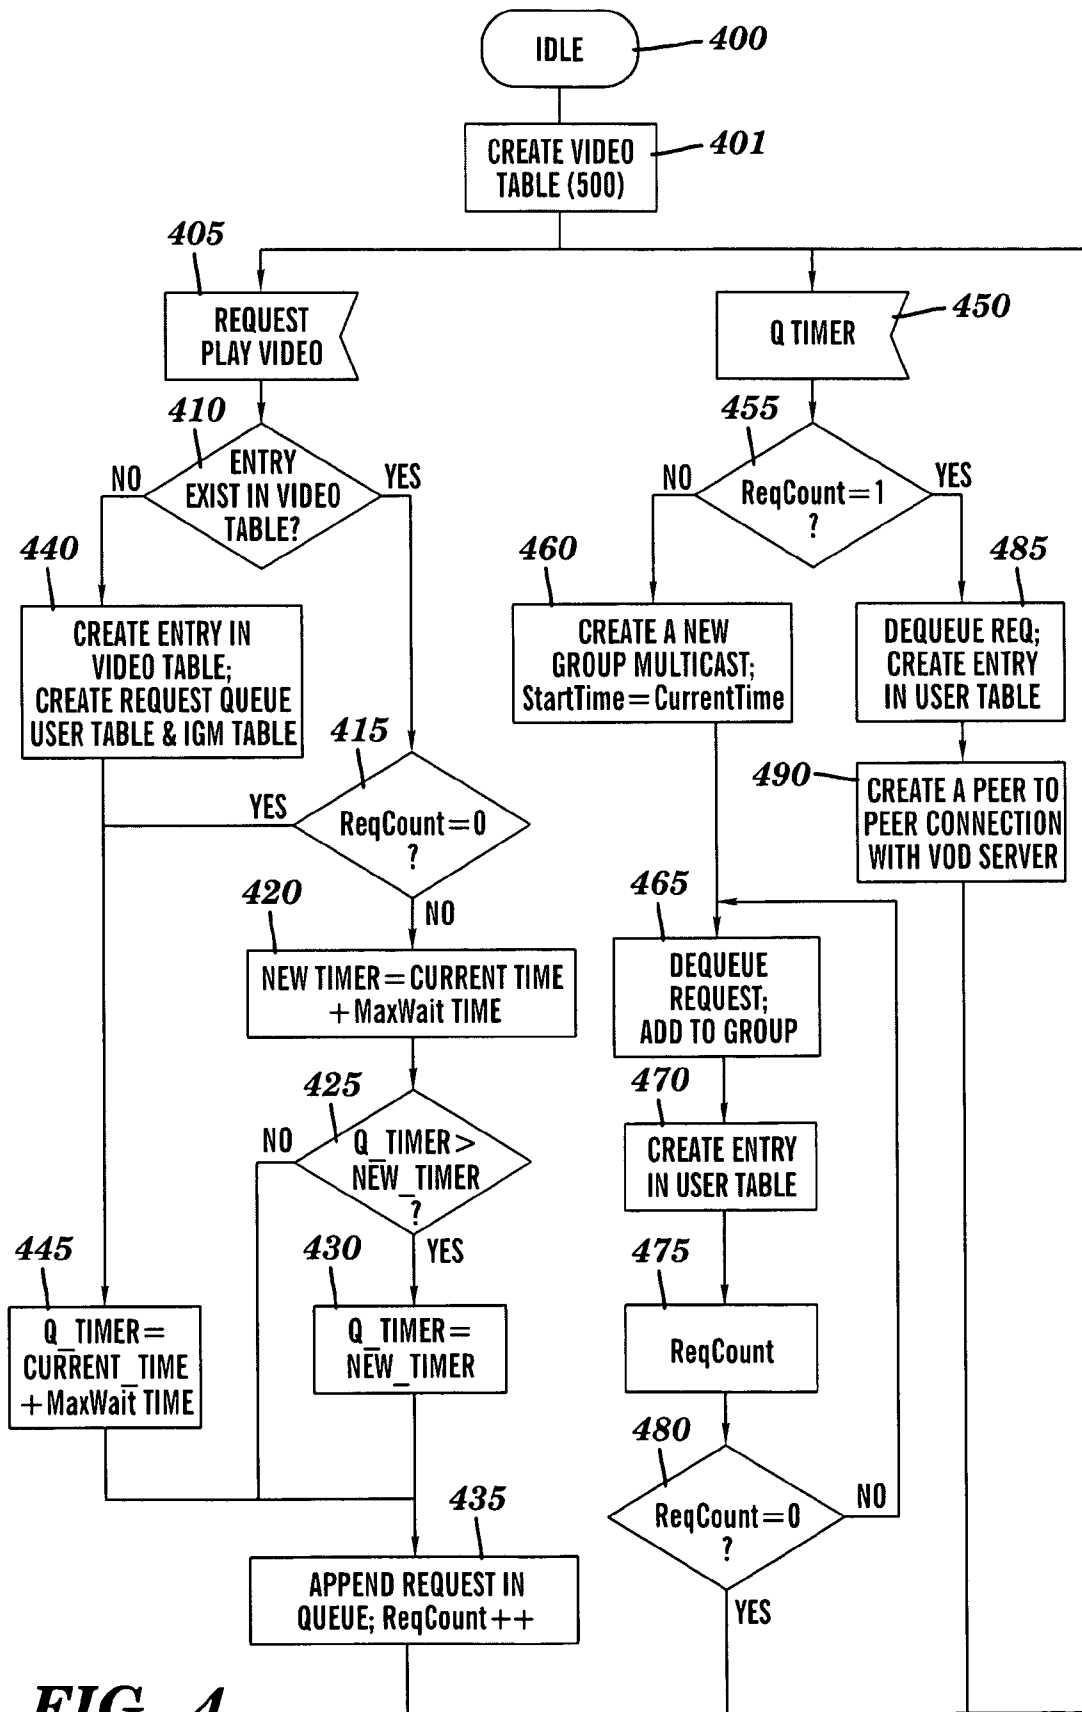 IDLE
400
CREATE VIDEO
TABLE (500)
401
405
REQUEST
PLAY VIDEO
410
ENTRY
EXIST IN VIDEO
TABLE?
NO
YES
440
CREATE ENTRY IN
VIDEO TABLE;
CREATE REQUEST QUEUE
USER TABLE & IGM TABLE
415
YES
ReqCount=0
?
NO
420
NEW TIMER=CURRENT TIME
+MaxWait TIME
425
NO
Q_TIMER>
NEW_TIMER
?
YES
445
Q_TIMER=
CURRENT_TIME
+MaxWait TIME
430
Q_TIMER=
NEW_TIMER
435
APPEND REQUEST IN
QUEUE; ReqCount++
Q TIMER
450
455
NO
ReqCount=1
?
YES
460
CREATE A NEW
GROUP MULTICAST;
StartTime=CurrentTime
485
DEQUEUE REQ;
CREATE ENTRY
IN USER TABLE
490
CREATE A PEER TO
PEER CONNECTION
WITH VOD SERVER
465
DEQUEUE
REQUEST;
ADD TO GROUP
470
CREATE ENTRY
IN USER TABLE
475
ReqCount
480
ReqCount=0
?
NO
YES
FIG. 4